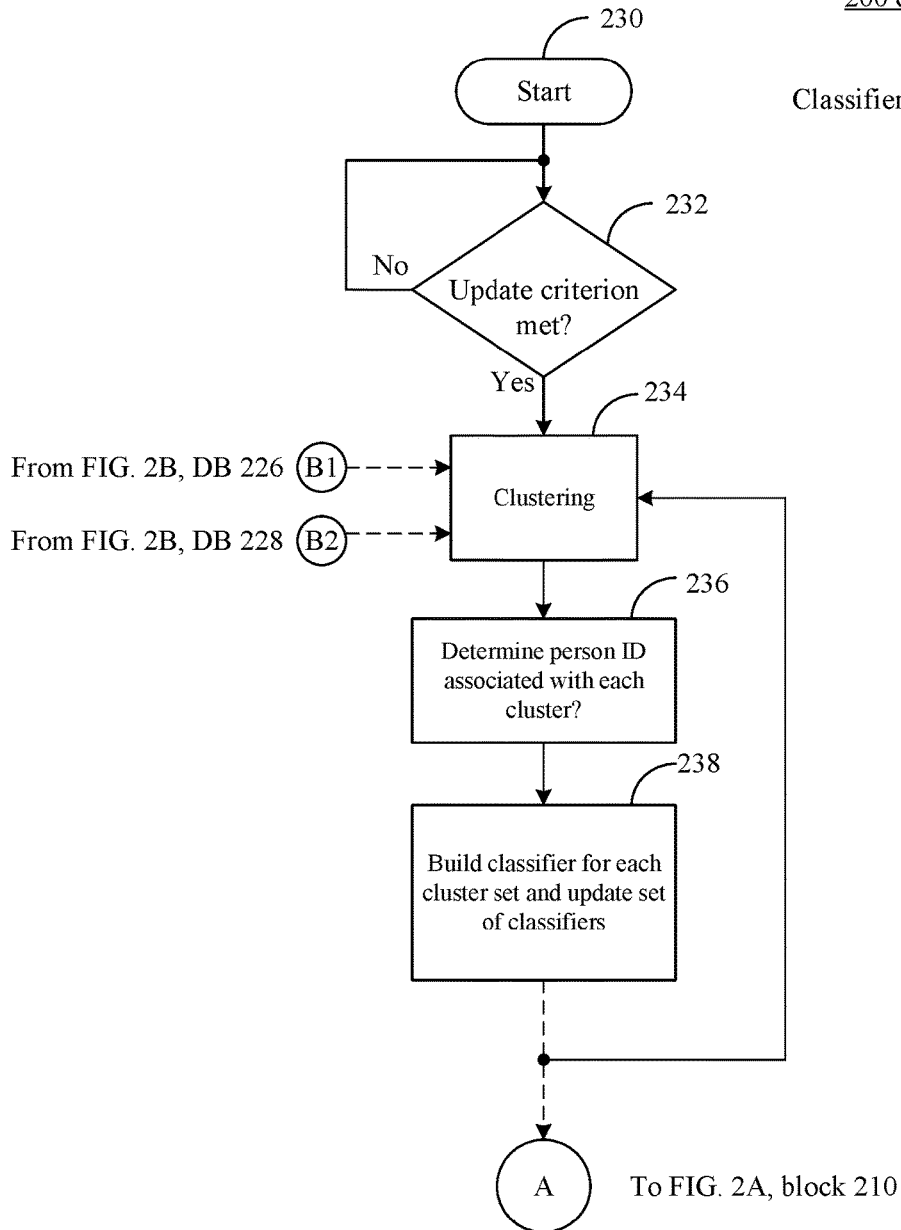 200
230
Start
Classifier
232
No
Update criterion
met?
Yes
234
From FIG. 2B, DB 226 B1
Clustering
From FIG. 2B, DB 228 B2
236
Determine person ID
associated with each
cluster?
238
Build classifier for each
cluster set and update set
of classifiers
A To FIG. 2A, block 210